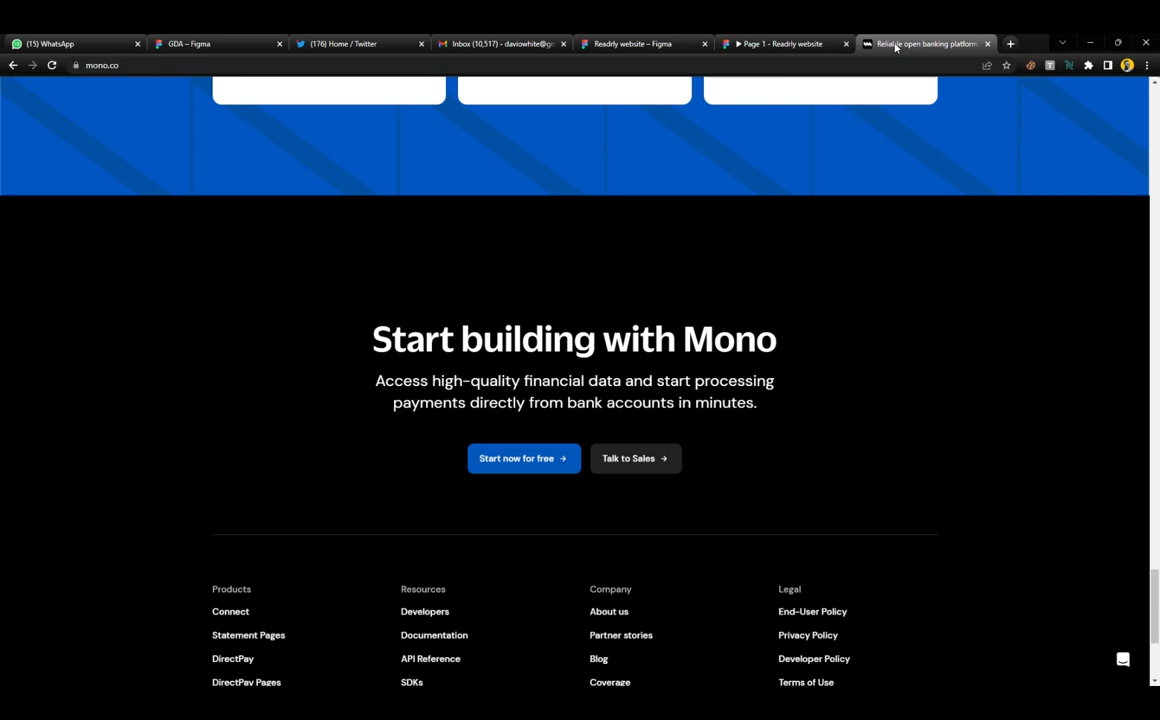 (15) WhatsApp
GDA – Figma
(176) Home / Twitter
Inbox (10,517) - daviowhite@g
Readrly website – Figma
Page 1 - Readrly website
Reliable open banking platform
mono.co
Start building with Mono
Access high-quality financial data and start processing
payments directly from bank accounts in minutes.
Start now for free →
Talk to Sales →
Products
Connect
Statement Pages
DirectPay
DirectPay Pages
Resources
Developers
Documentation
API Reference
SDKs
Company
About us
Partner stories
Blog
Coverage
Legal
End-User Policy
Privacy Policy
Developer Policy
Terms of Use